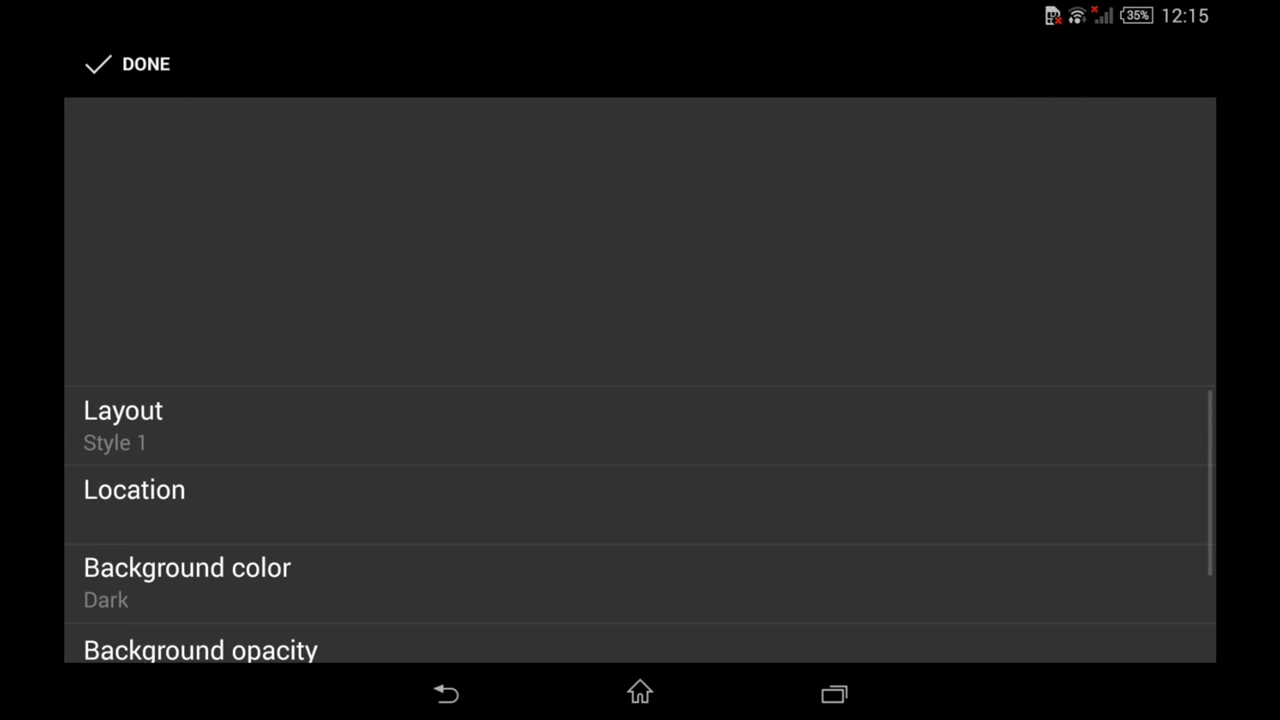 35% 12:15
DONE
Layout
Style 1
Location
Background color
Dark
Background opacity